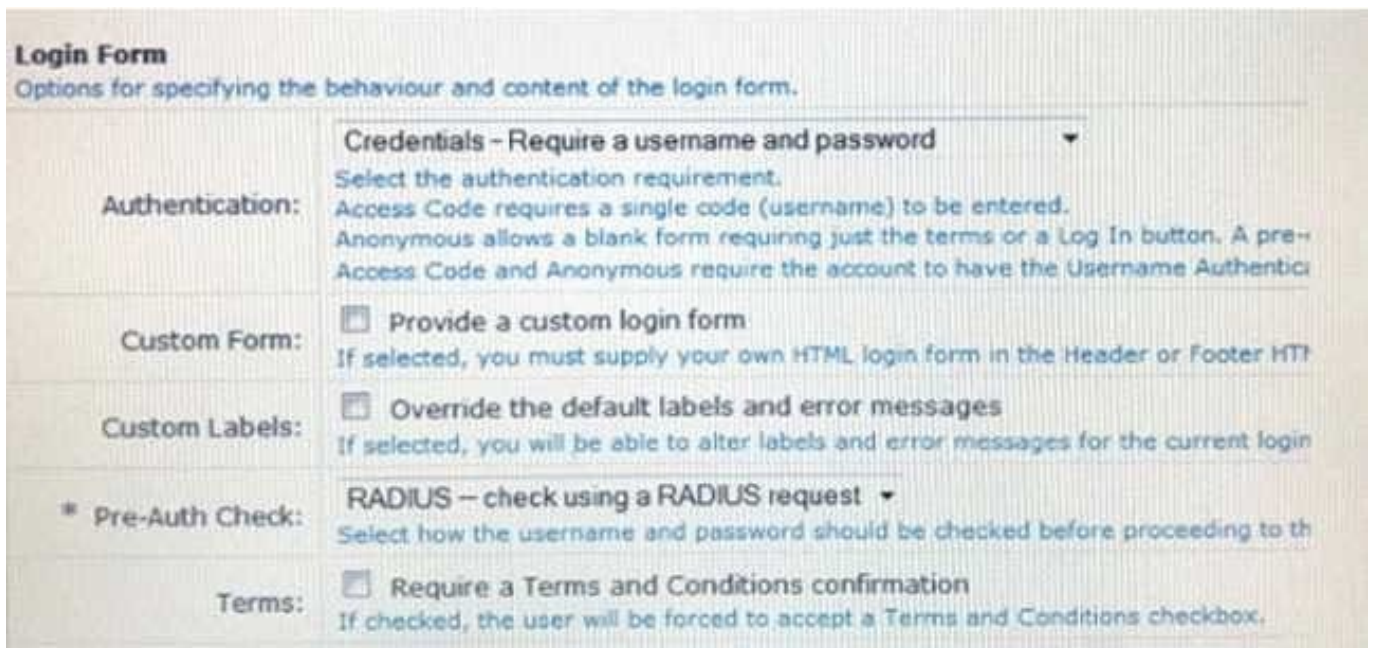 Login Form
Options for specifying the behaviour and content of the login form.
Credentials – Require a username and password
Authentication:
Select the authentication requirement.
Access Code requires a single code (username) to be entered.
Anonymous allows a blank form requiring just the terms or a Log In button. A pre-
Access Code and Anonymous require the account to have the Username Authentic
Custom Form:
Provide a custom login form
If selected, you must supply your own HTML login form in the Header or Footer HT
Custom Labels:
Override the default labels and error messages
If selected, you will be able to alter labels and error messages for the current login
* Pre-Auth Check:
RADIUS – check using a RADIUS request
Select how the username and password should be checked before proceeding to th
Terms:
Require a Terms and Conditions confirmation
If checked, the user will be forced to accept a Terms and Conditions checkbox.